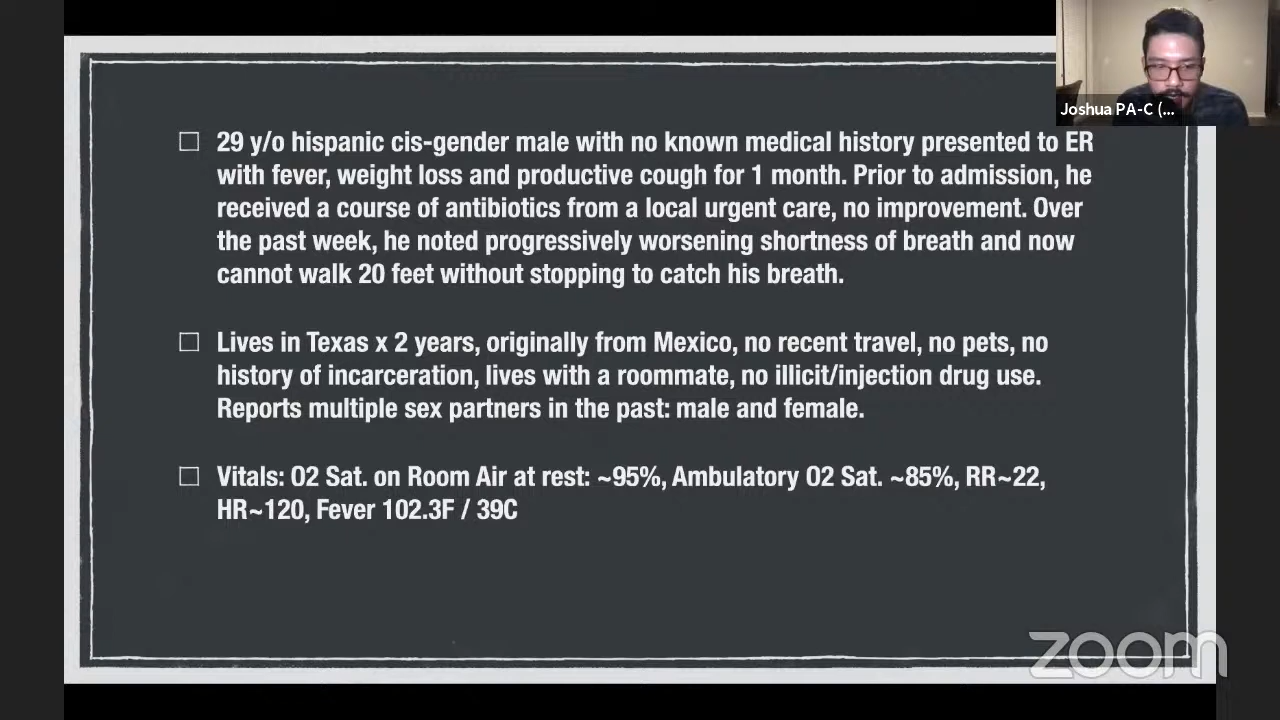 Joshua PA-C (...
29 y/o hispanic cis-gender male with no known medical history presented to ER
with fever, weight loss and productive cough for 1 month. Prior to admission, he
received a course of antibiotics from a local urgent care, no improvement. Over
the past week, he noted progressively worsening shortness of breath and now
cannot walk 20 feet without stopping to catch his breath.
Lives in Texas x 2 years, originally from Mexico, no recent travel, no pets, no
history of incarceration, lives with a roommate, no illicit/injection drug use.
Reports multiple sex partners in the past: male and female.
Vitals: O2 Sat. on Room Air at rest: ~95%, Ambulatory O2 Sat. ~85%, RR~22,
HR~120, Fever 102.3F / 39C
zoom